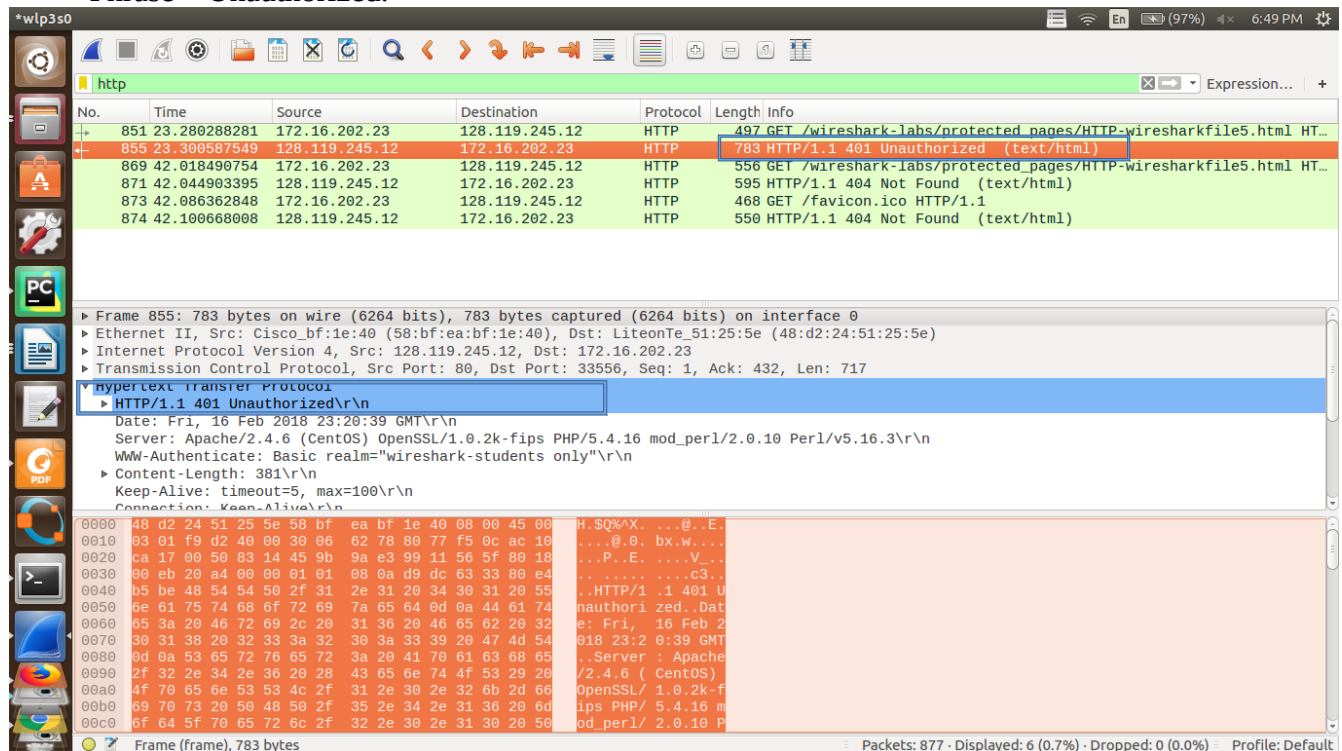 Phrase – Unauthorized.
*wlp3s0
En (97%) 6:49 PM
http
Expression... +
No. Time Source Destination Protocol Length Info
851 23.280288281 172.16.202.23 128.119.245.12 HTTP 497 GET /wireshark-labs/protected_pages/HTTP-wiresharkfile5.html HT…
855 23.300587549 128.119.245.12 172.16.202.23 HTTP 783 HTTP/1.1 401 Unauthorized (text/html)
869 42.018490754 172.16.202.23 128.119.245.12 HTTP 556 GET /wireshark-labs/protected_pages/HTTP-wiresharkfile5.html HT…
871 42.044903395 128.119.245.12 172.16.202.23 HTTP 595 HTTP/1.1 404 Not Found (text/html)
873 42.086362848 172.16.202.23 128.119.245.12 HTTP 468 GET /favicon.ico HTTP/1.1
874 42.100668008 128.119.245.12 172.16.202.23 HTTP 550 HTTP/1.1 404 Not Found (text/html)
PC
PDF
Frame 855: 783 bytes on wire (6264 bits), 783 bytes captured (6264 bits) on interface 0
Ethernet II, Src: Cisco_bf:1e:40 (58:bf:ea:bf:1e:40), Dst: LiteonTe_51:25:5e (48:d2:24:51:25:5e)
Internet Protocol Version 4, Src: 128.119.245.12, Dst: 172.16.202.23
Transmission Control Protocol, Src Port: 80, Dst Port: 33556, Seq: 1, Ack: 432, Len: 717
Hypertext Transfer Protocol
HTTP/1.1 401 Unauthorized\r\n
Date: Fri, 16 Feb 2018 23:20:39 GMT\r\n
Server: Apache/2.4.6 (CentOS) OpenSSL/1.0.2k-fips PHP/5.4.16 mod_perl/2.0.10 Perl/v5.16.3\r\n
WWW-Authenticate: Basic realm="wireshark-students only"\r\n
Content-Length: 381\r\n
Keep-Alive: timeout=5, max=100\r\n
Connection: Keep-Alive\r\n
0000 48 d2 24 51 25 5e 58 bf ea bf 1e 40 08 00 45 00 H.$Q%^X. ...@..E.
0010 03 01 f9 d2 40 00 30 06 62 78 80 77 f5 0c ac 10 ....@.0. bx.w....
0020 ca 17 00 50 83 14 45 9b 9a e3 99 11 56 5f 80 18 ...P..E. ....V_..
0030 00 eb 20 a4 00 00 01 01 08 0a d9 dc 63 33 80 e4 .. ..... ....c3..
0040 b5 be 48 54 54 50 2f 31 2e 31 20 34 30 31 20 55 ..HTTP/1 .1 401 U
0050 6e 61 75 74 68 6f 72 69 7a 65 64 0d 0a 44 61 74 nauthori zed..Dat
0060 65 3a 20 46 72 69 2c 20 31 36 20 46 65 62 20 32 e: Fri, 16 Feb 2
0070 30 31 38 20 32 33 3a 32 30 3a 33 39 20 47 4d 54 018 23:2 0:39 GMT
0080 0d 0a 53 65 72 76 65 72 3a 20 41 70 61 63 68 65 ..Server : Apache
0090 2f 32 2e 34 2e 36 20 28 43 65 6e 74 4f 53 29 20 /2.4.6 ( CentOS)
00a0 4f 70 65 6e 53 53 4c 2f 31 2e 30 2e 32 6b 2d 66 OpenSSL/ 1.0.2k-f
00b0 69 70 73 20 50 48 50 2f 35 2e 34 2e 31 36 20 6d ips PHP/ 5.4.16 m
00c0 6f 64 5f 70 65 72 6c 2f 32 2e 30 2e 31 30 20 50 od_perl/ 2.0.10 P
Frame (frame), 783 bytes Packets: 877 · Displayed: 6 (0.7%) · Dropped: 0 (0.0%) Profile: Default